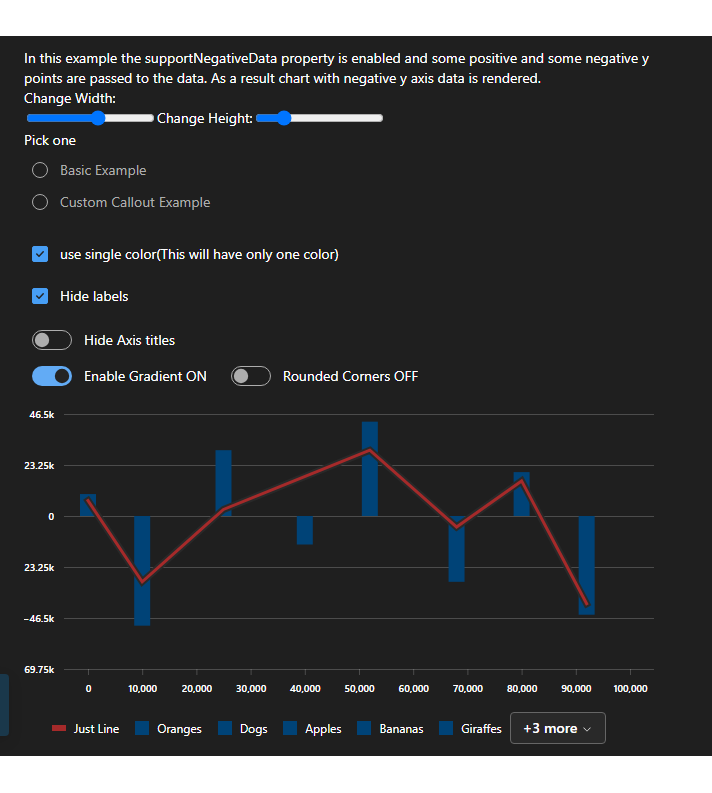 In this example the supportNegativeData property is enabled and some positive and some negative y
points are passed to the data. As a result chart with negative y axis data is rendered.
Change Width:
Change Height:
Pick one
Basic Example
Custom Callout Example
use single color(This will have only one color)
Hide labels
Hide Axis titles
Enable Gradient ON Rounded Corners OFF
46.5k
23.25k
0
23.25k
−46.5k
69.75k
0 10,000 20,000 30,000 40,000 50,000 60,000 70,000 80,000 90,000 100,000
Just Line Oranges Dogs Apples Bananas Giraffes +3 more